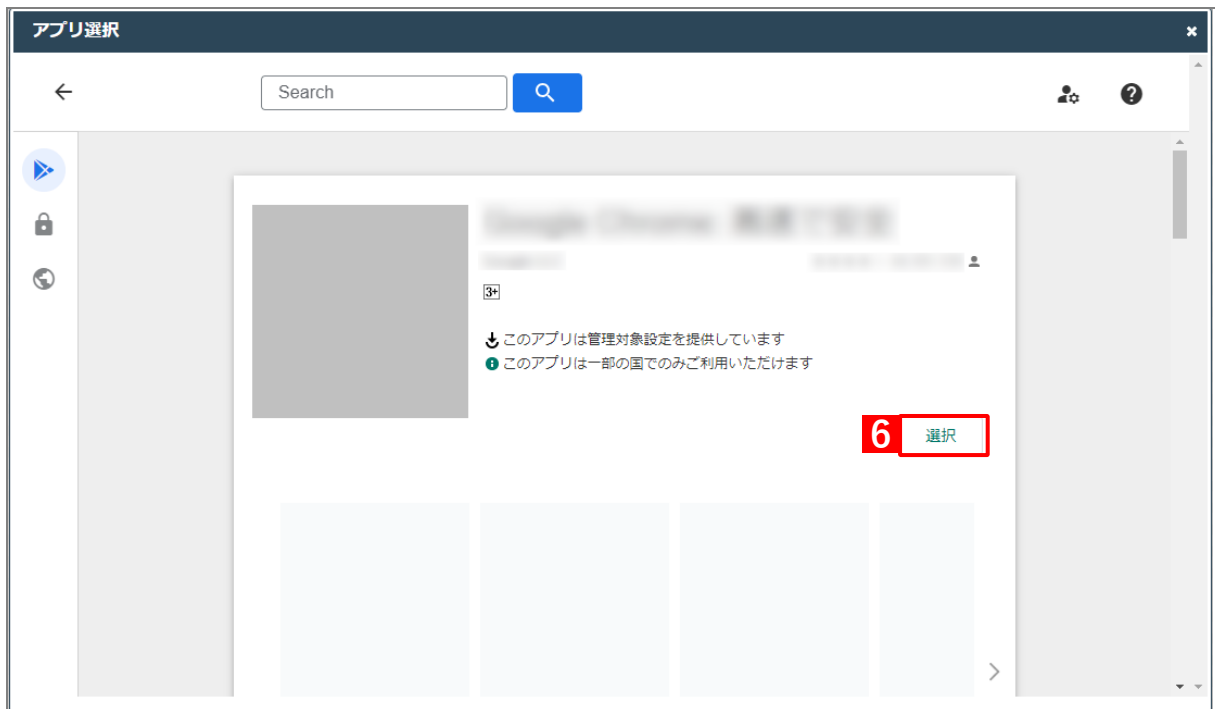 アプリ選択
Search
3+
このアプリは管理対象設定を提供しています
このアプリは一部の国でのみご利用いただけます
6 選択